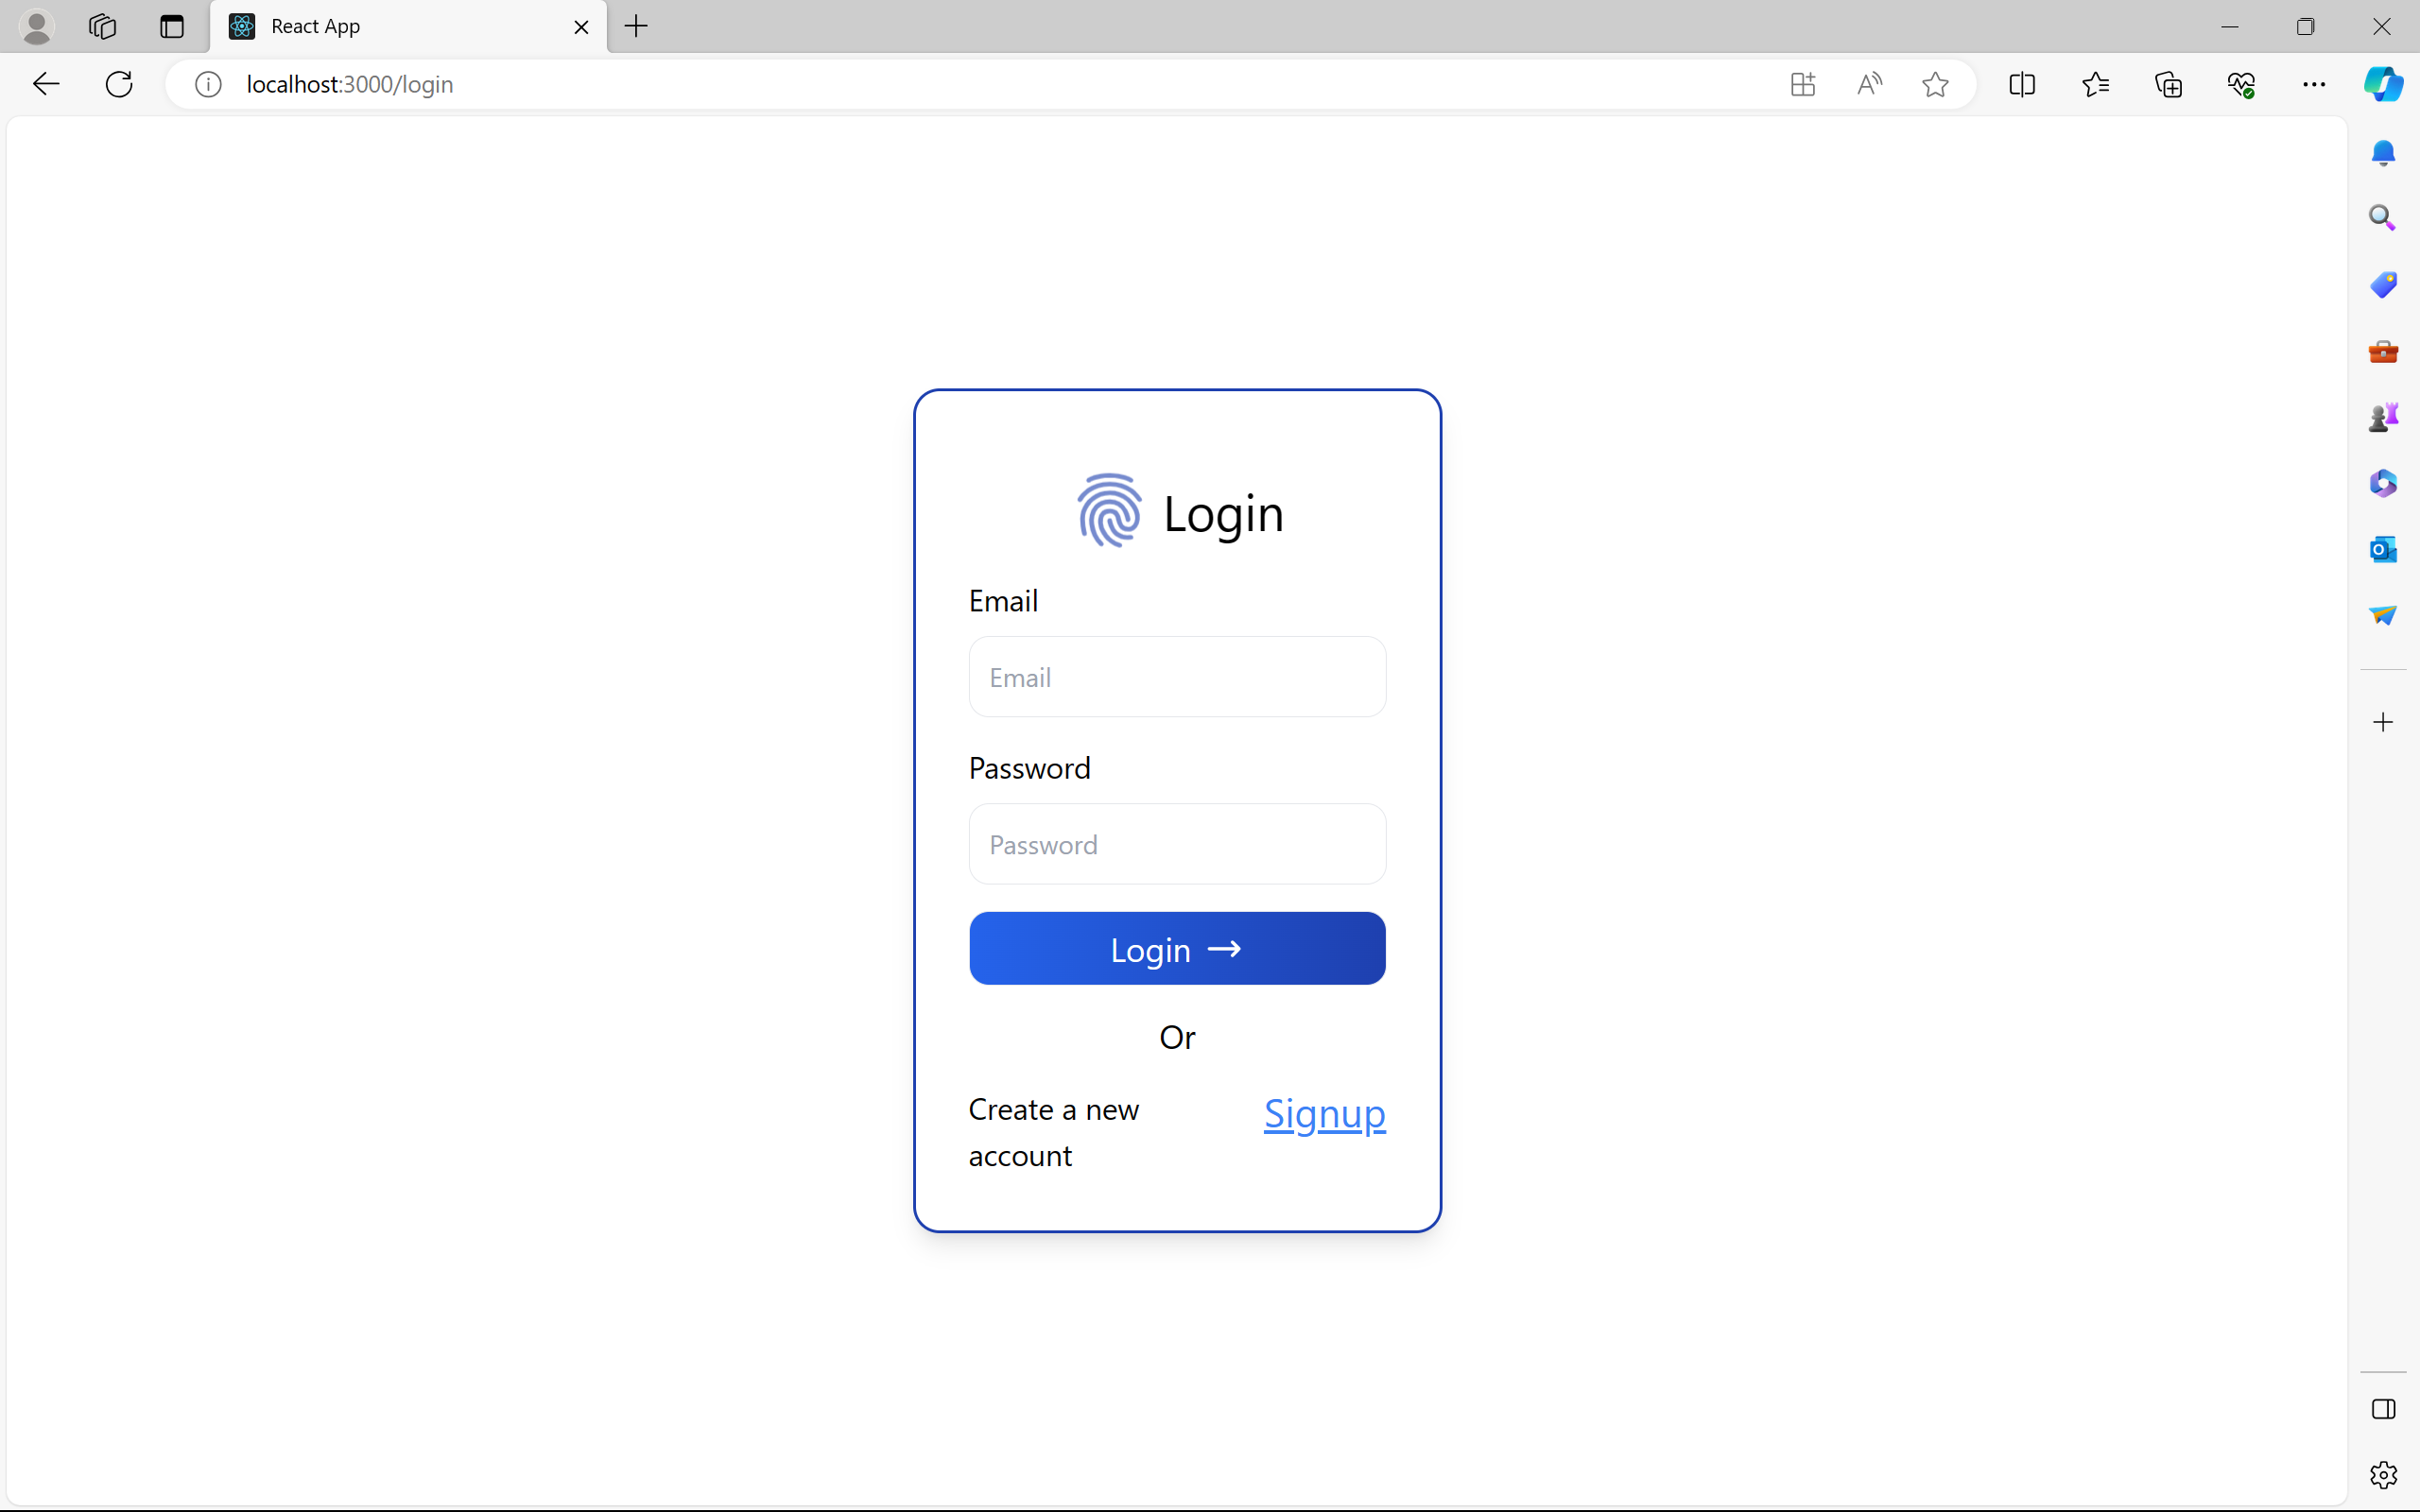 React App
localhost:3000/login
Login
Email
Email
Password
Password
Login →
Or
Create a new
account
Signup